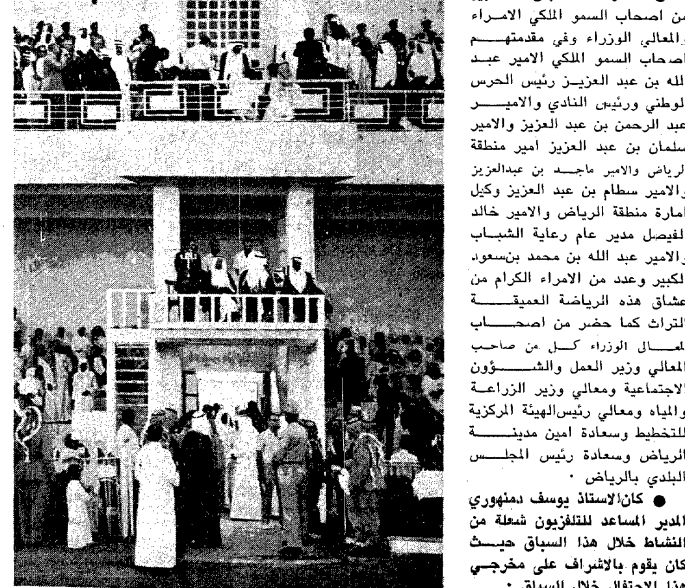 من اصحاب السمو الملكي الامراء
والمعالي الوزراء وفي مقدمتهم
اصحاب السمو الملكي الامير عبد
الله بن عبد العزيز رئيس الحرس
الوطني ورئيس النادي والامير
عبد الرحمن بن عبد العزيز والامير
سلمان بن عبد العزيز امير منطقة
الرياض والامير ماجد بن عبدالعزيز
والامير سطام بن عبد العزيز وكيل
امارة منطقة الرياض والامير خالد
الفيصل مدير عام رعاية الشباب
والامير عبد الله بن محمد بن سعود
الكبير وعدد من الامراء الكرام من
عشاق هذه الرياضة العميقة
التراث كما حضر من اصحاب
المعالي الوزراء كل من صاحب
المعالي وزير العمل والشؤون
الاجتماعية ومعالي وزير الزراعة
والمياه ومعالي رئيس الهيئة المركزية
للتخطيط وسعادة امين مدينة
الرياض وسعادة رئيس المجلس
البلدي بالرياض ·
● كان الاستاذ يوسف دمنهوري
المدير المساعد للتلفزيون شعلة من
النشاط خلال هذا السباق حيث
كان يقوم بالاشراف على مخرجي
هذا الاحتفال خلال السباق ·